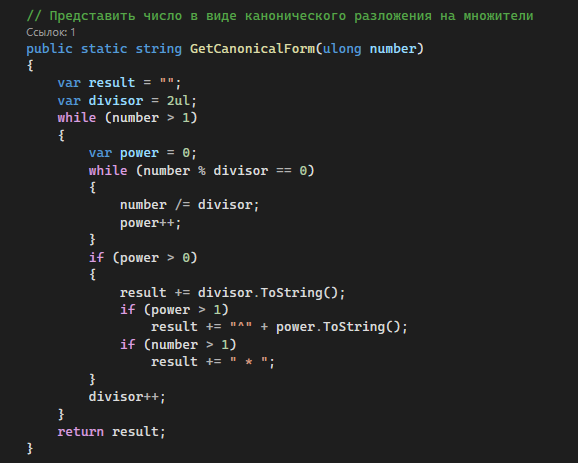 // Представить число в виде канонического разложения на множители
Ссылок: 1
public static string GetCanonicalForm(ulong number)
{
    var result = "";
    var divisor = 2ul;
    while (number > 1)
    {
        var power = 0;
        while (number % divisor == 0)
        {
            number /= divisor;
            power++;
        }
        if (power > 0)
        {
            result += divisor.ToString();
            if (power > 1)
                result += "^" + power.ToString();
            if (number > 1)
                result += " * ";
        }
        divisor++;
    }
    return result;
}